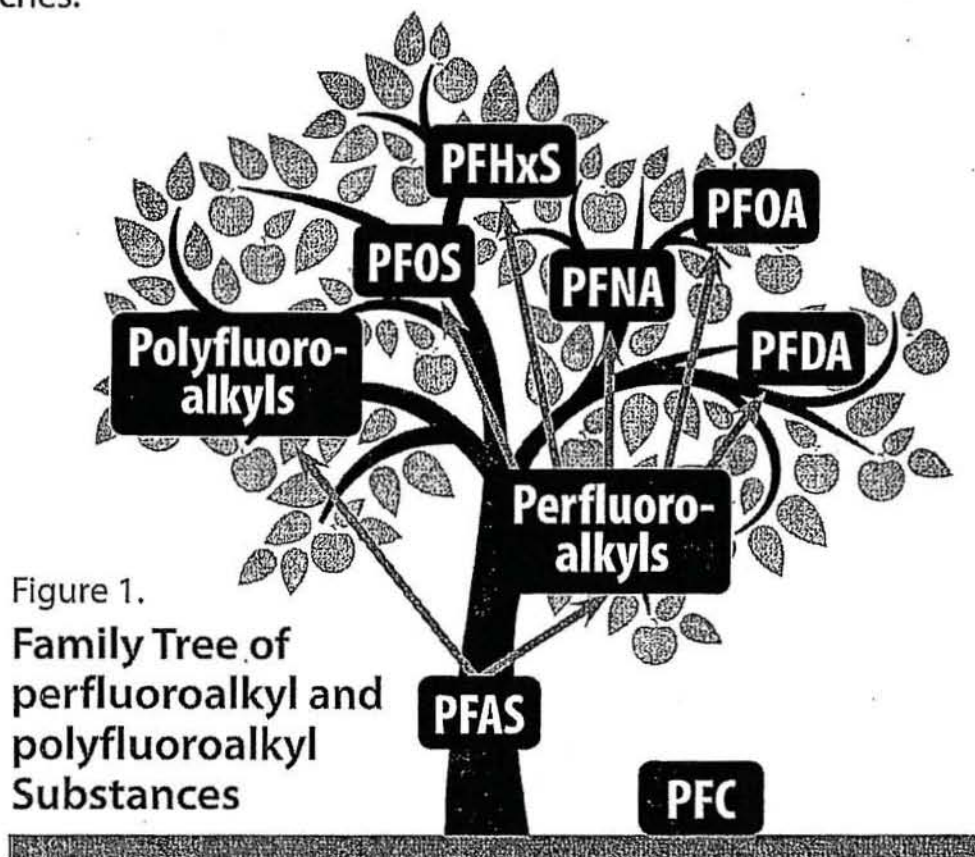 ches.
PFHxS
PFOA
PFOS
PFNA
PFDA
Polyfluoro-
alkyls
Perfluoro-
alkyls
Figure 1.
Family Tree of
perfluoroalkyl and
polyfluoroalkyl
Substances
PFAS
PFC